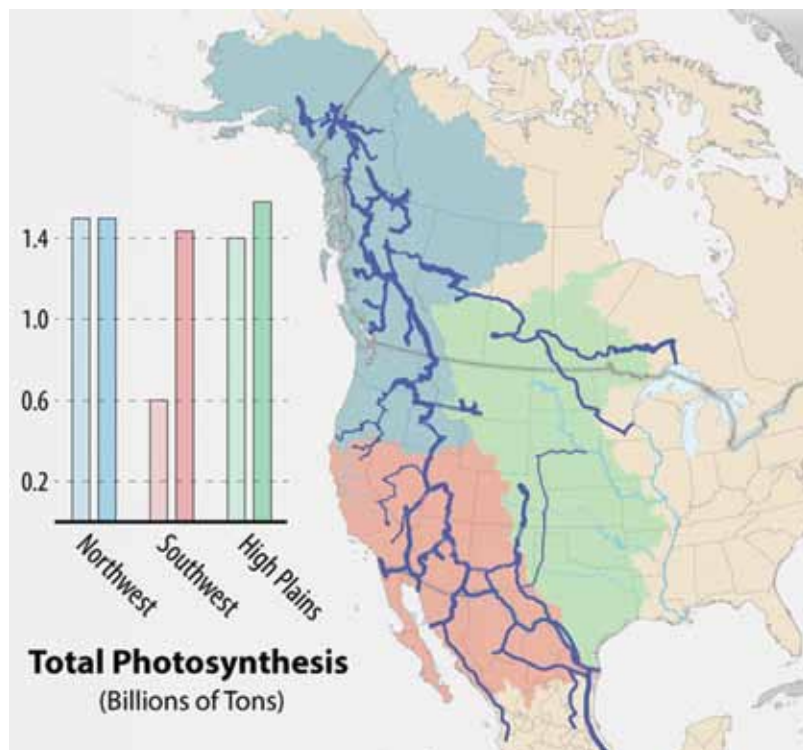 1.4
1.0
0.6
0.2
Northwest
Southwest
High Plains
Total Photosynthesis
(Billions of Tons)